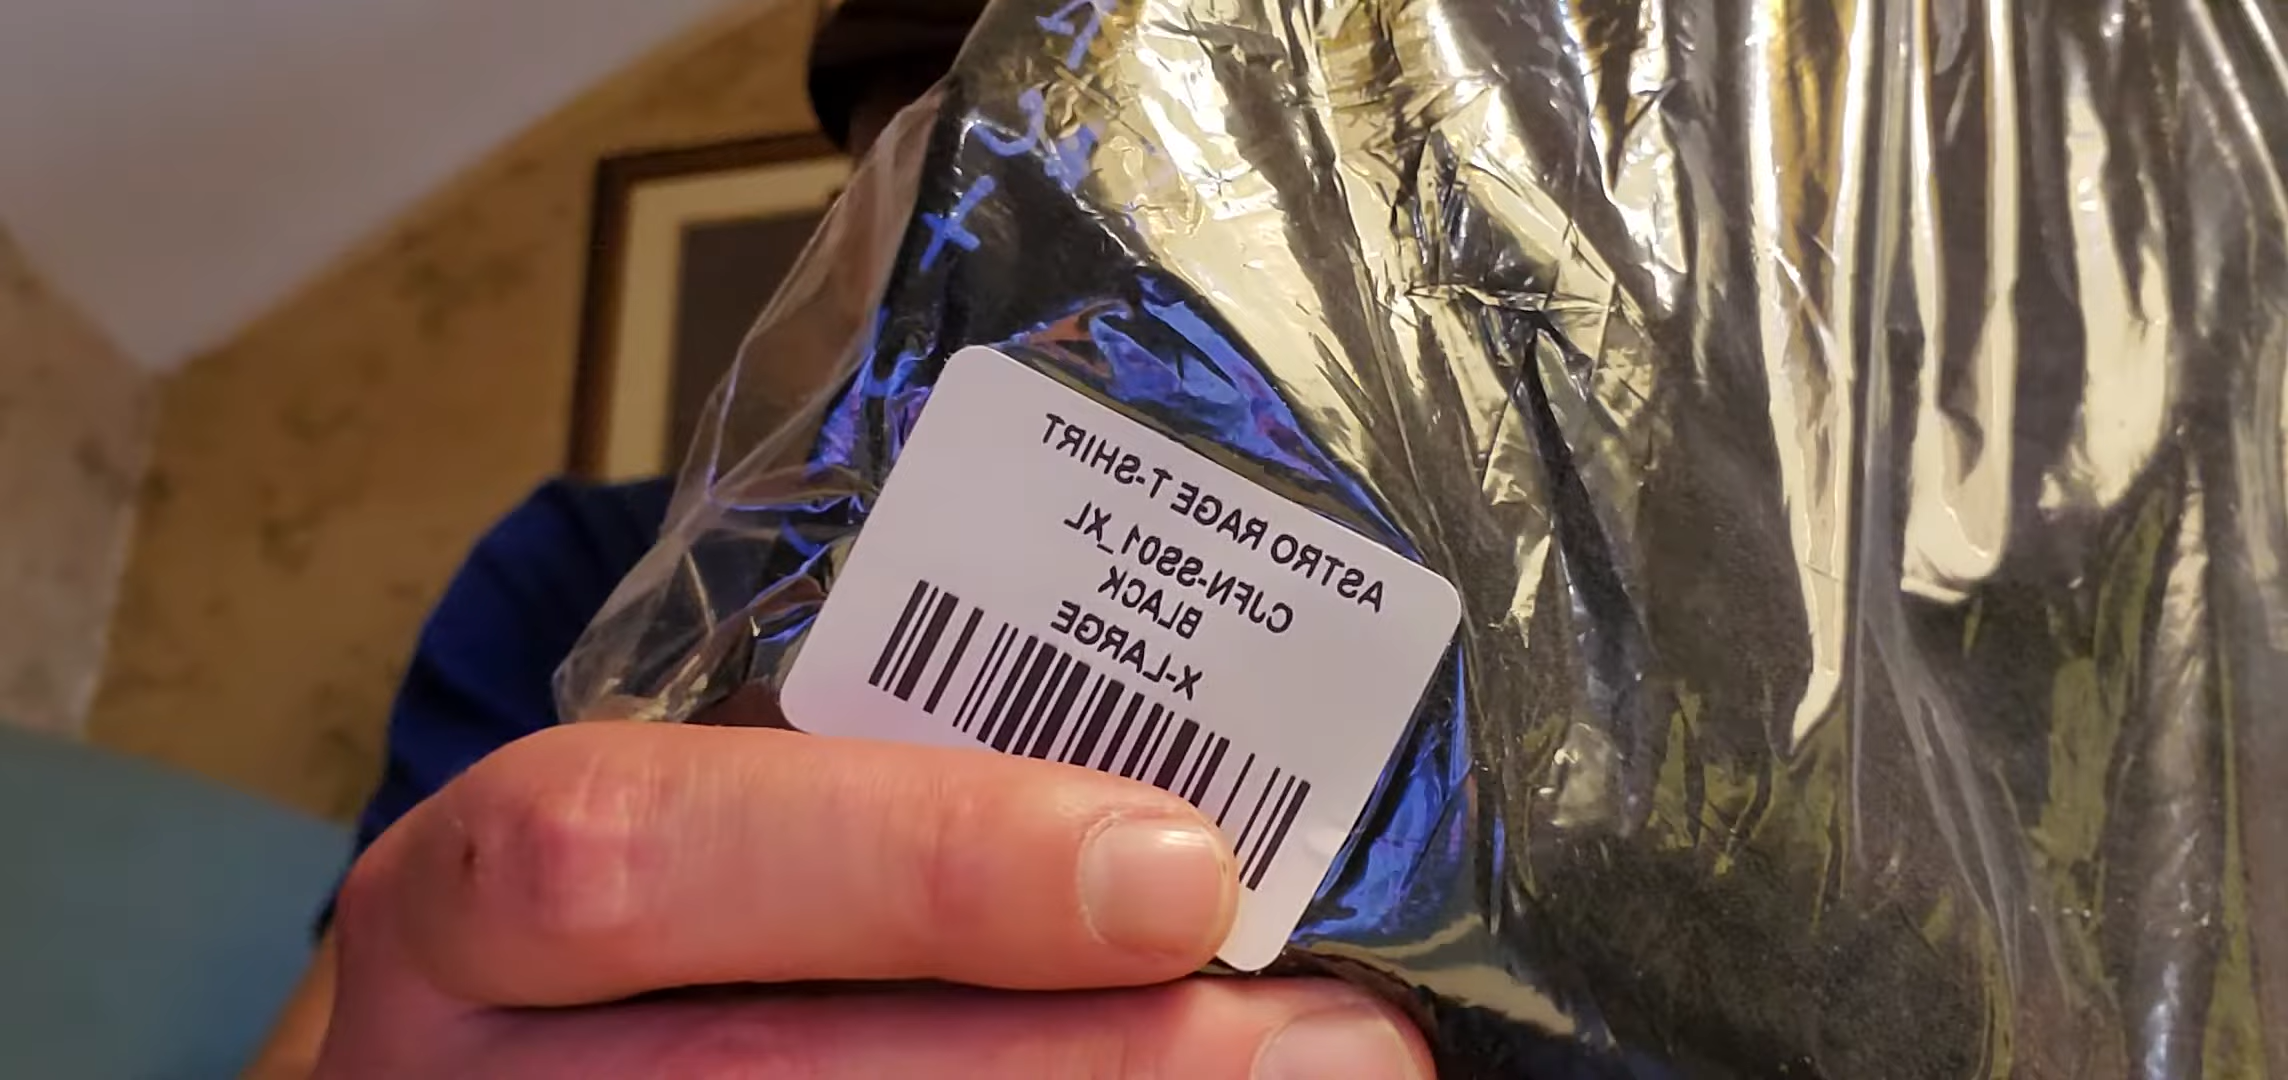 ASTRO RAGE T-SHIRT
CJFN-SS01_XL
BLACK
X-LARGE